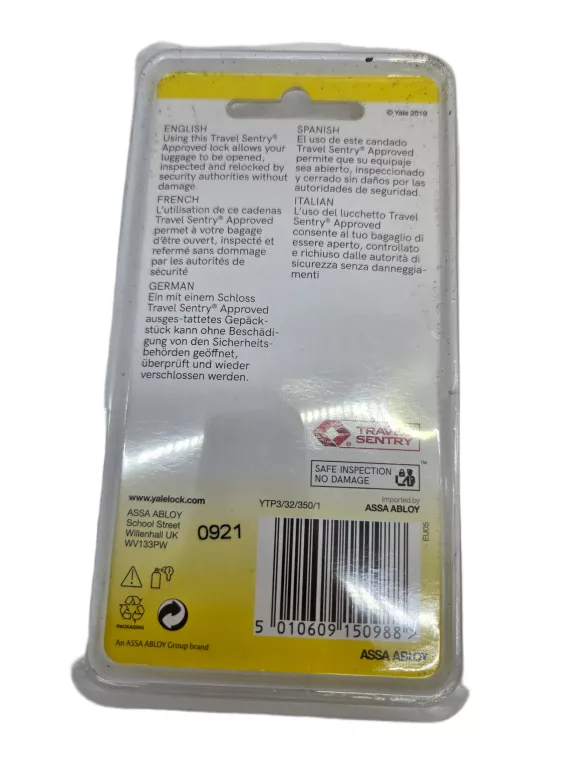 © Yale 2019
ENGLISH
Using this Travel Sentry®
Approved lock allows your
luggage to be opened,
inspected and relocked by
security authorities without
damage.
FRENCH
L'utilisation de ce cadenas
Travel Sentry® Approved
permet à votre bagage
d'être ouvert, inspecté et
refermé sans dommage
par les autorités de
sécurité
GERMAN
Ein mit einem Schloss
Travel Sentry® Approved
ausges-tattetes Gepäck-
stück kann ohne Beschädi-
gung von den Sicherheits-
behörden geöffnet,
überprüft und wieder
verschlossen werden.
SPANISH
El uso de este candado
Travel Sentry® Approved
permite que su equipaje
sea abierto, inspeccionado
y cerrado sin daños por las
autoridades de seguridad.
ITALIAN
L'uso del lucchetto Travel
Sentry® Approved
consente al tuo bagaglio di
essere aperto, controllato
e richiuso dalle autorità di
sicurezza senza danneggia-
menti
TRAVEL
SENTRY
SAFE INSPECTION
NO DAMAGE
™
www.yalelock.com
ASSA ABLOY
School Street
Willenhall UK
WV133PW
0921
YTP3/32/350/1
Imported by
ASSA ABLOY
EU05
5 010609 150988
PACKAGING
An ASSA ABLOY Group brand
ASSA ABLOY